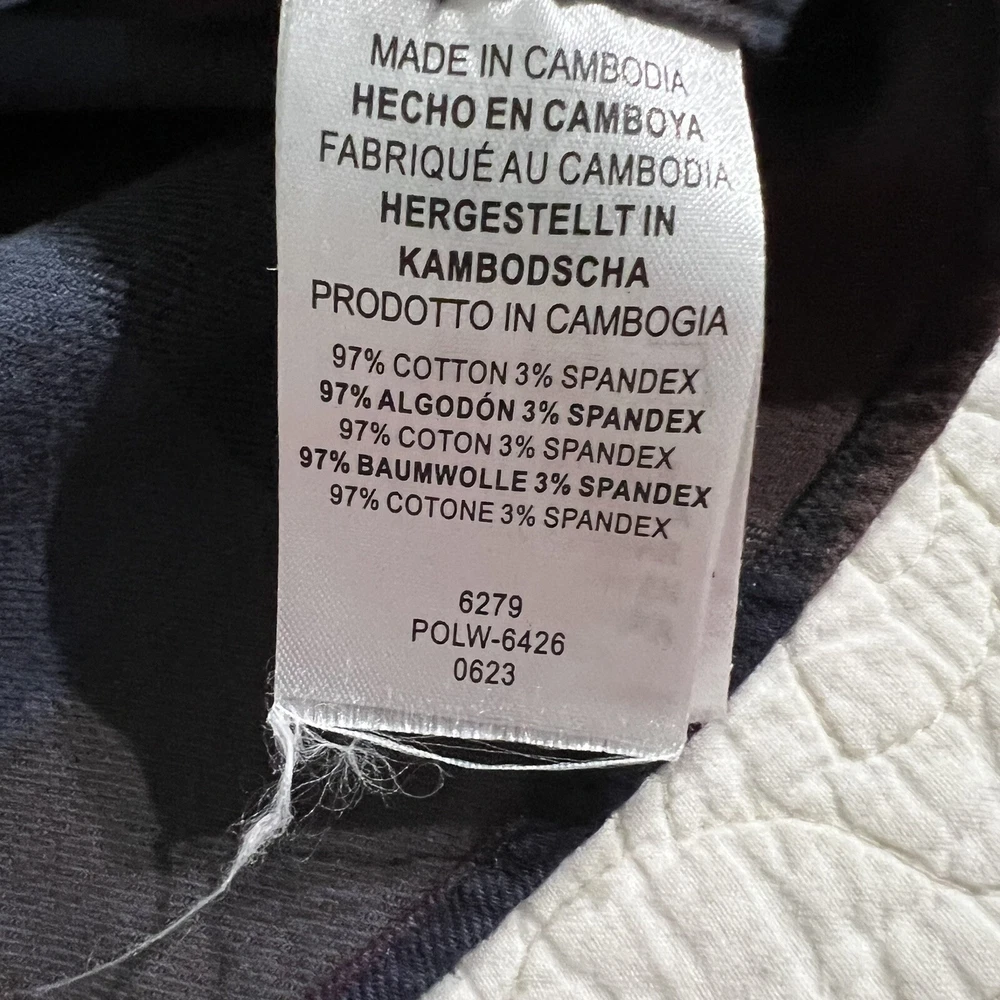 MADE IN CAMBODIA
HECHO EN CAMBOYA
FABRIQUÉ AU CAMBODIA
HERGESTELLT IN
KAMBODSCHA
PRODOTTO IN CAMBOGIA
97% COTTON 3% SPANDEX
97% ALGODÓN 3% SPANDEX
97% COTON 3% SPANDEX
97% BAUMWOLLE 3% SPANDEX
97% COTONE 3% SPANDEX
6279
POLW-6426
0623